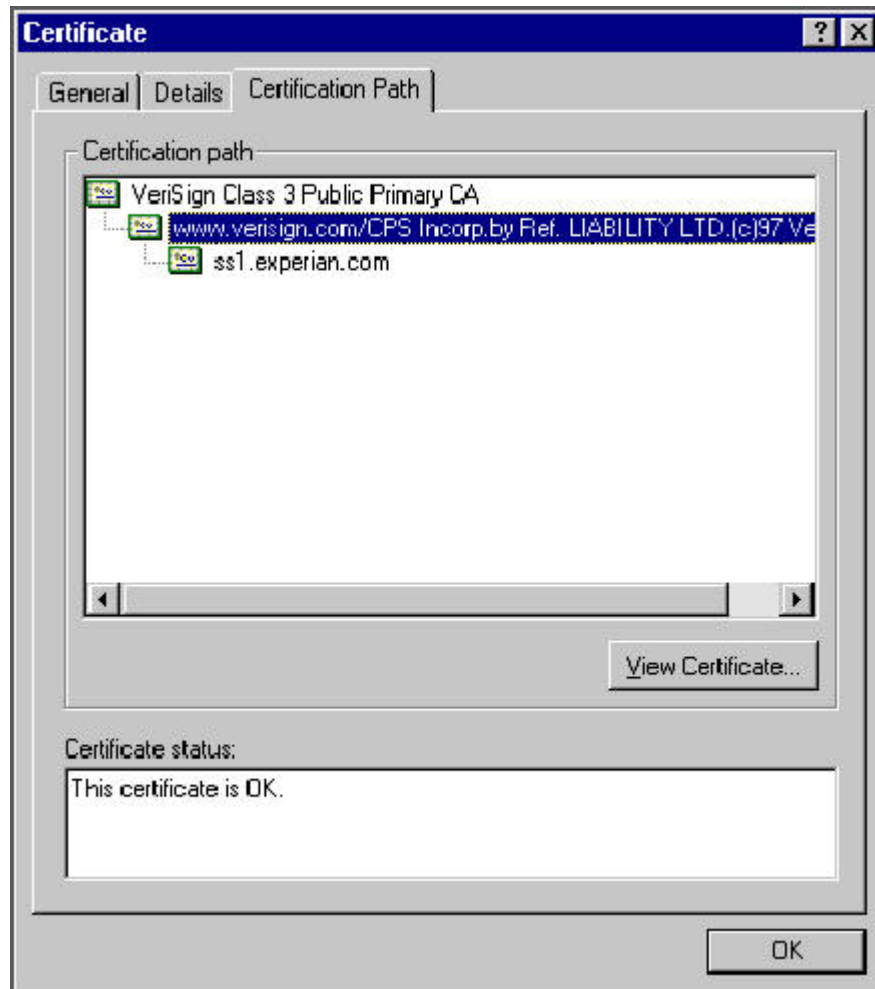 Certificate
General
Details
Certification Path
Certification path
VeriSign Class 3 Public Primary CA
www.verisign.com/CPS Incorp.by Ref. LIABILITY LTD.(c)97 Ve
ss1.experian.com
View Certificate...
Certificate status:
This certificate is OK.
OK